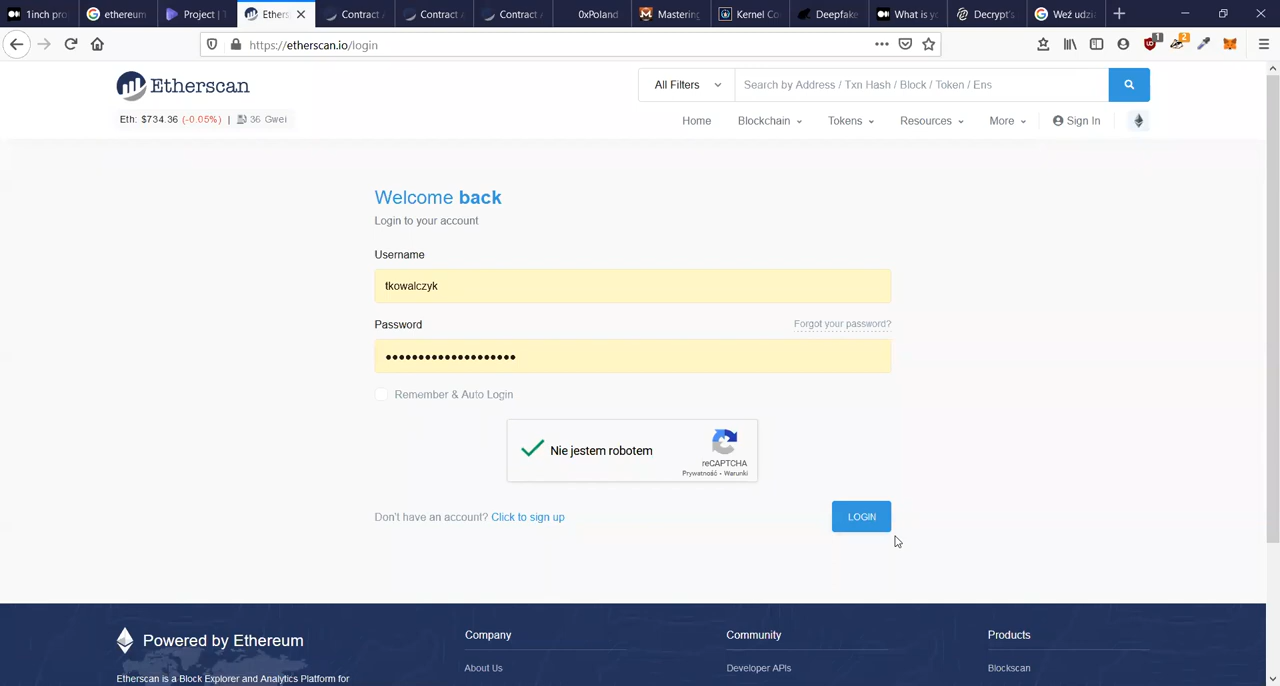 1inch pro
ethereum
Project | T
Ethers
Contract A
Contract A
Contract A
0xPoland
Mastering
Kernel Co
Deepfake
What is yo
Decrypt's
Weź udzia
https://etherscan.io/login
1
2
Etherscan
All Filters
Search by Address / Txn Hash / Block / Token / Ens
Eth: $734.36 (-0.05%) | 36 Gwei
Home
Blockchain
Tokens
Resources
More
Sign In
Welcome back
Login to your account
Username
tkowalczyk
Password
Forgot your password?
Remember & Auto Login
Nie jestem robotem
reCAPTCHA
Prywatność - Warunki
Don't have an account? Click to sign up
LOGIN
Powered by Ethereum
Company
Community
Products
About Us
Developer APIs
Blockscan
Etherscan is a Block Explorer and Analytics Platform for